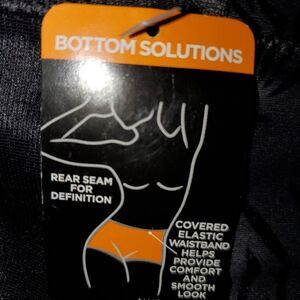 BOTTOM SOLUTIONS
REAR SEAM
FOR
DEFINITION
COVERED
ELASTIC
WAISTBAND
HELPS
PROVIDE
COMFORT
AND
SMOOTH
LOOK